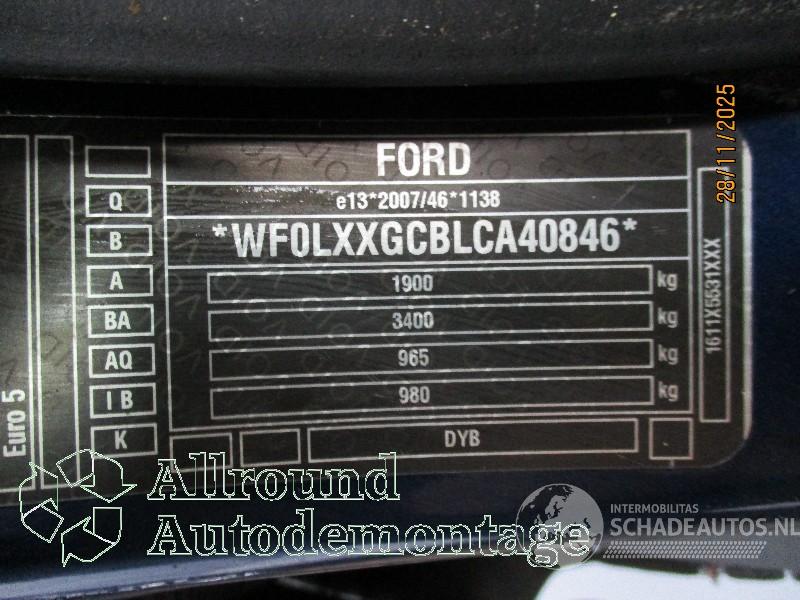 28/11/2025
FORD
Q
e13*2007/46*1138
B
*WF0LXXGCBLCA40846*
A
1900
kg
BA
3400
kg
AQ
965
kg
I B
980
kg
K
DYB
1611X5531XXX
Euro 5
Allround
Autodemontage
INTERMOBILITAS
SCHADEAUTOS.NL